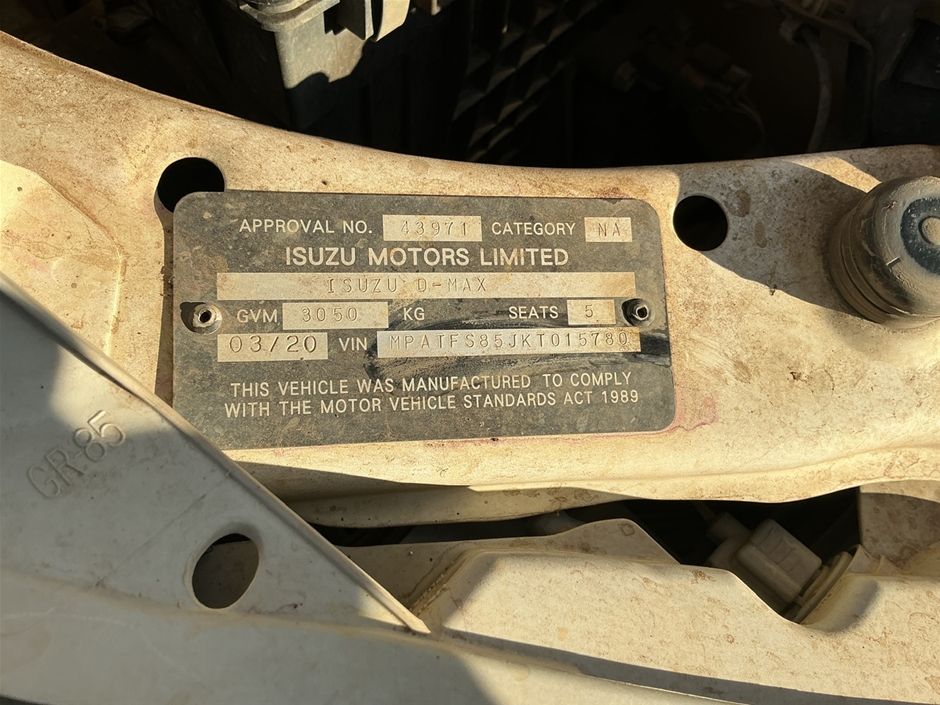 APPROVAL NO. 43971 CATEGORY NA
ISUZU MOTORS LIMITED
ISUZU D-MAX
GVM 3050 KG SEATS 5
03/20 VIN MPATFS85JKT015780
THIS VEHICLE WAS MANUFACTURED TO COMPLY
WITH THE MOTOR VEHICLE STANDARDS ACT 1989
GR-85